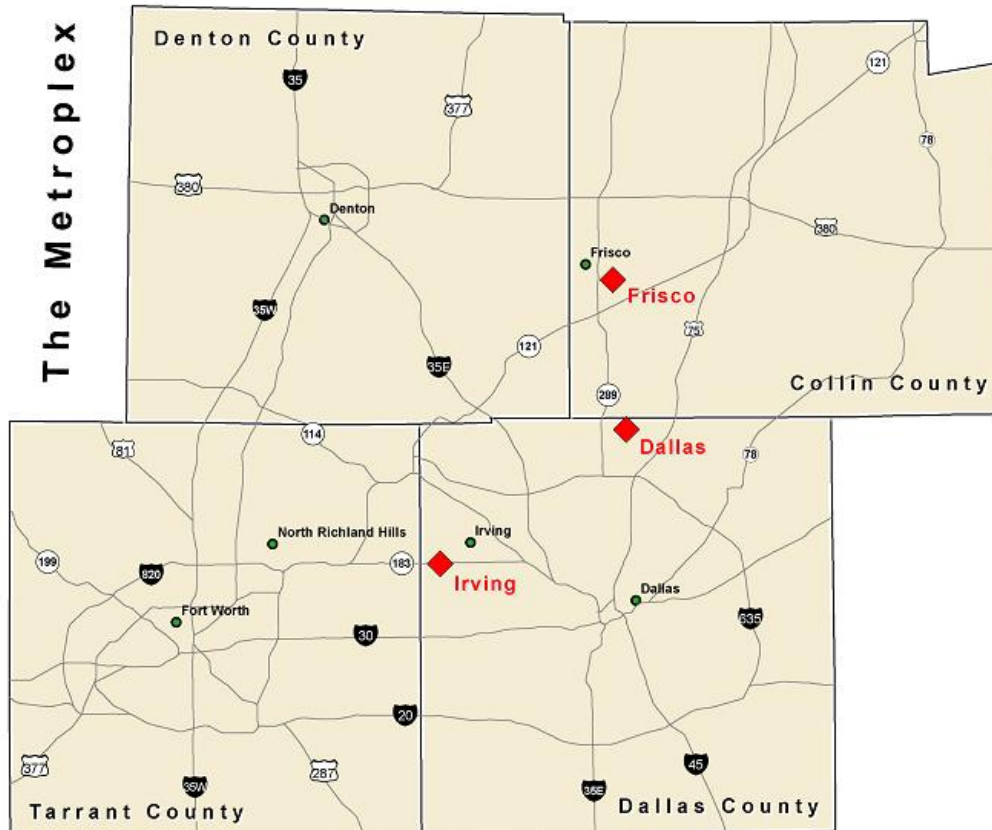 The Metroplex
Denton County
35
377
121
78
380
Denton
380
Frisco
Frisco
35W
75
121
35E
Collin County
289
114
81
Dallas
78
North Richland Hills
Irving
199
183
820
Irving
Dallas
Fort Worth
635
30
20
377
287
45
35W
35E
Tarrant County
Dallas County